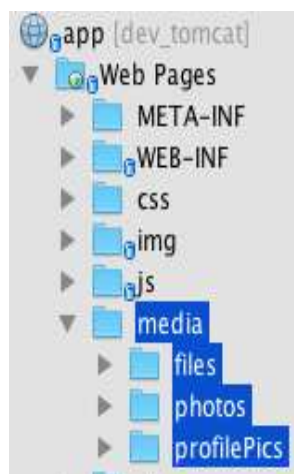 app [dev_tomcat]
Web Pages
META-INF
WEB-INF
css
img
js
media
files
photos
profilePics